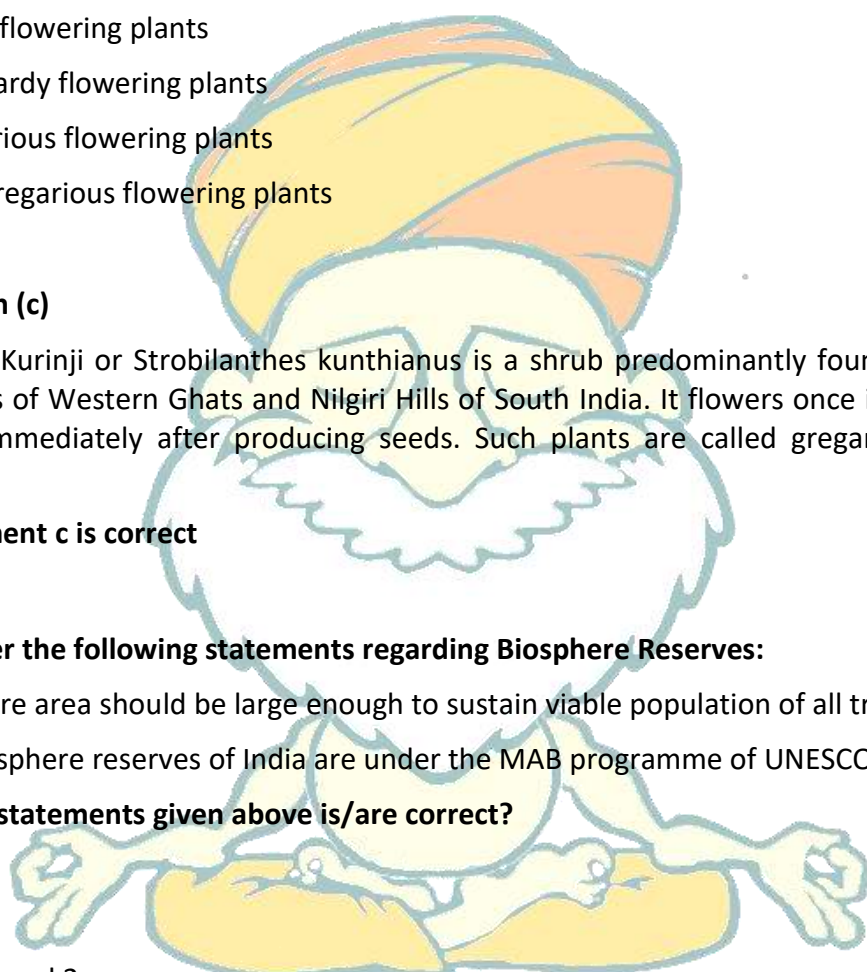 flowering plants
ardy flowering plants
rious flowering plants
regarious flowering plants
n (c)
Kurinji or Strobilanthes kunthianus is a shrub predominantly four
s of Western Ghats and Nilgiri Hills of South India. It flowers once i
mmediately after producing seeds. Such plants are called gregar
nent c is correct
er the following statements regarding Biosphere Reserves:
re area should be large enough to sustain viable population of all tr
sphere reserves of India are under the MAB programme of UNESCO
statements given above is/are correct?